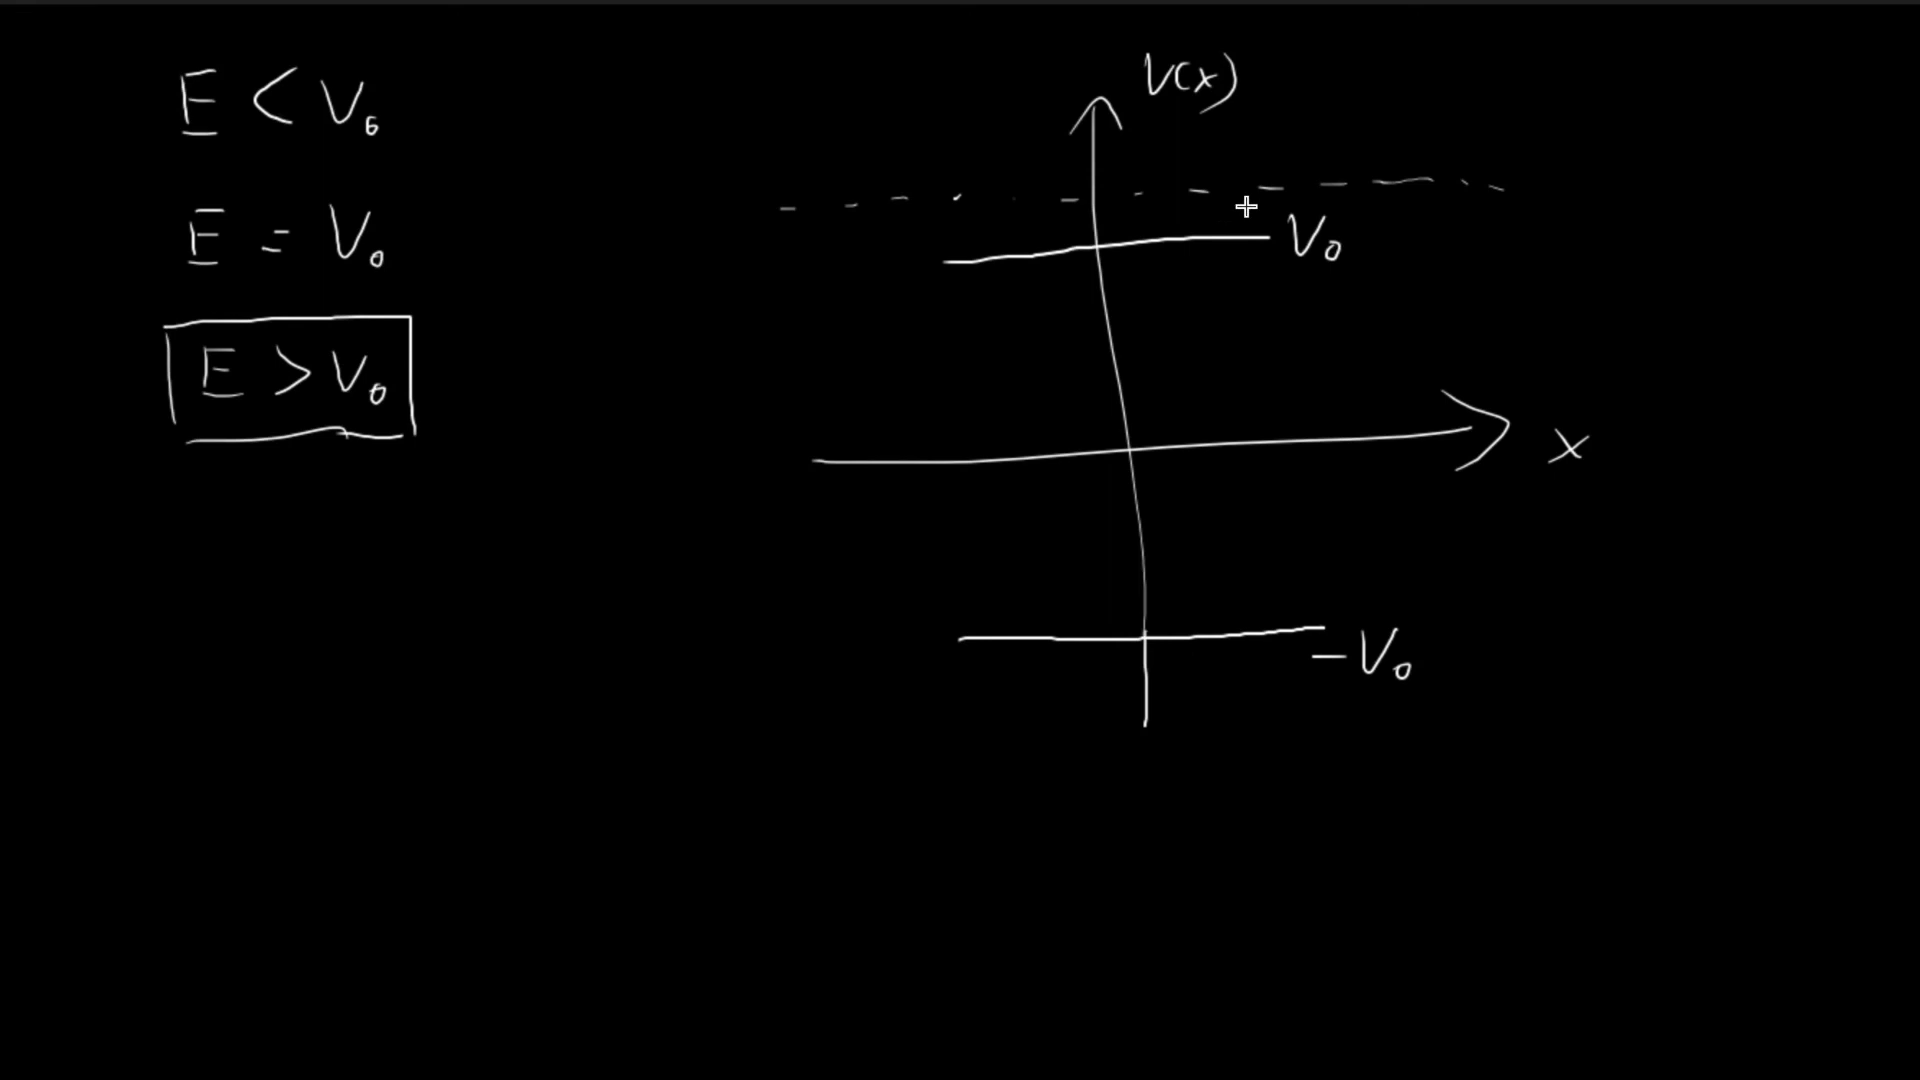 E < V₀
E = V₀
E > V₀
V(x)
V₀
x
-V₀